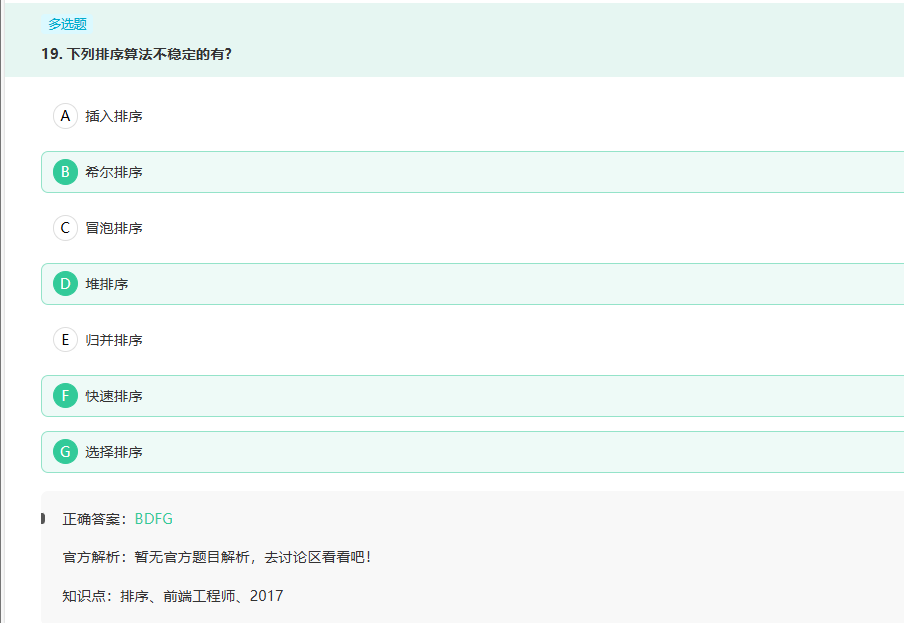 多选题
19. 下列排序算法不稳定的有?
A 插入排序
B 希尔排序
C 冒泡排序
D 堆排序
E 归并排序
F 快速排序
G 选择排序
正确答案：BDFG
官方解析：暂无官方题目解析，去讨论区看看吧！
知识点：排序、前端工程师、2017